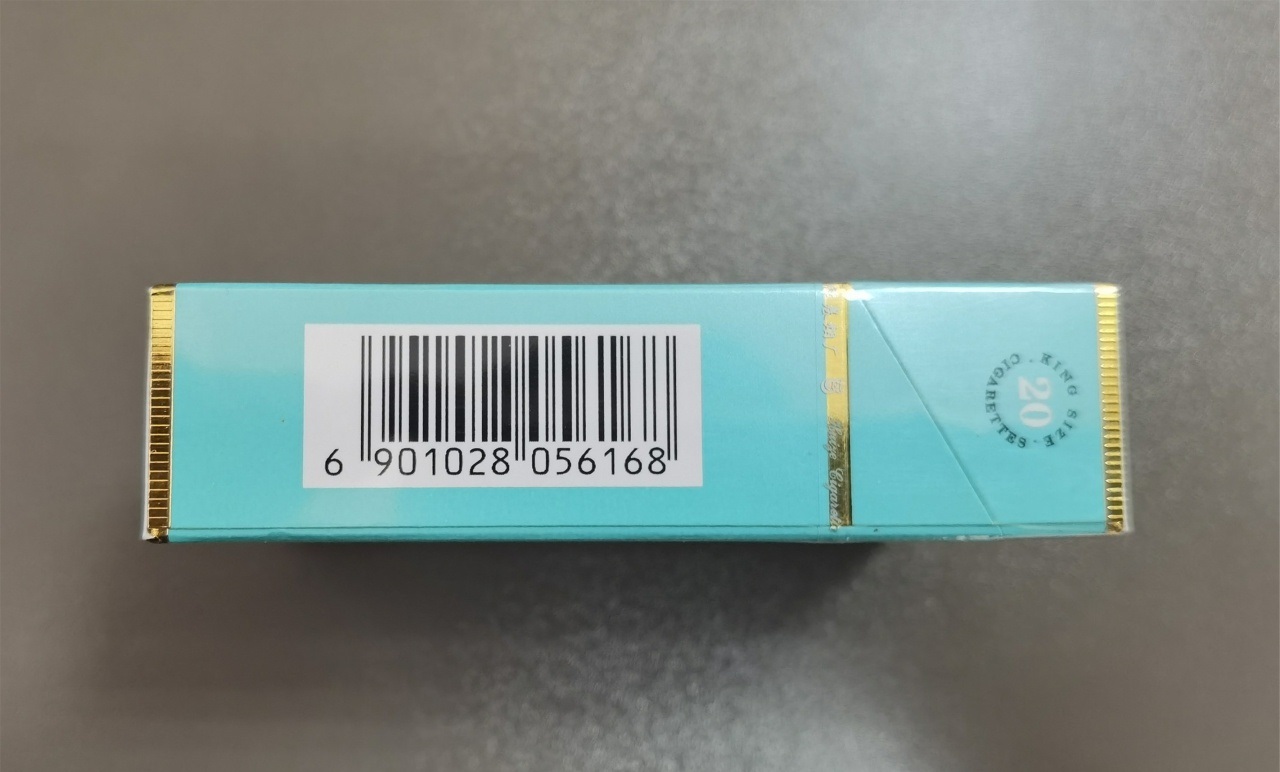 6 901028 056168
KING SIZE · CIGARETTES ·
20